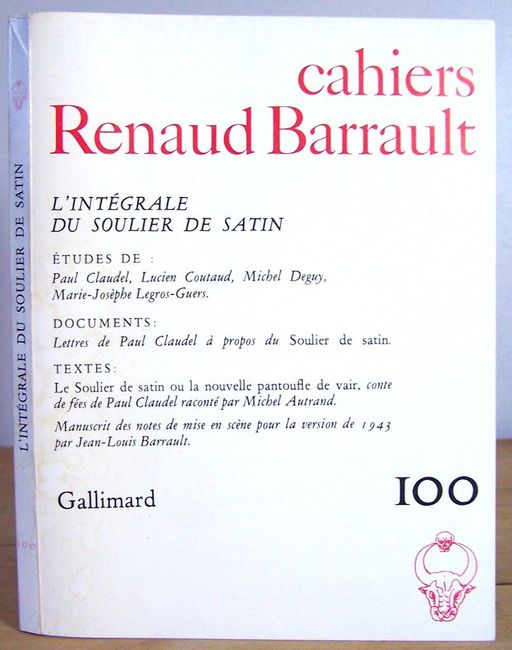 cahiers
Renaud Barrault
L'INTÉGRALE
DU SOULIER DE SATIN
ÉTUDES DE :
Paul Claudel, Lucien Coutaud, Michel Deguy,
Marie-Josèphe Legros-Guers.
DOCUMENTS:
Lettres de Paul Claudel à propos du Soulier de satin.
TEXTES:
Le Soulier de satin ou la nouvelle pantoufle de vair, conte
de fées de Paul Claudel raconté par Michel Autrand.
Manuscrit des notes de mise en scène pour la version de 1943
par Jean-Louis Barrault.
Gallimard
100
L'INTÉGRALE DU SOULIER DE SATIN
100